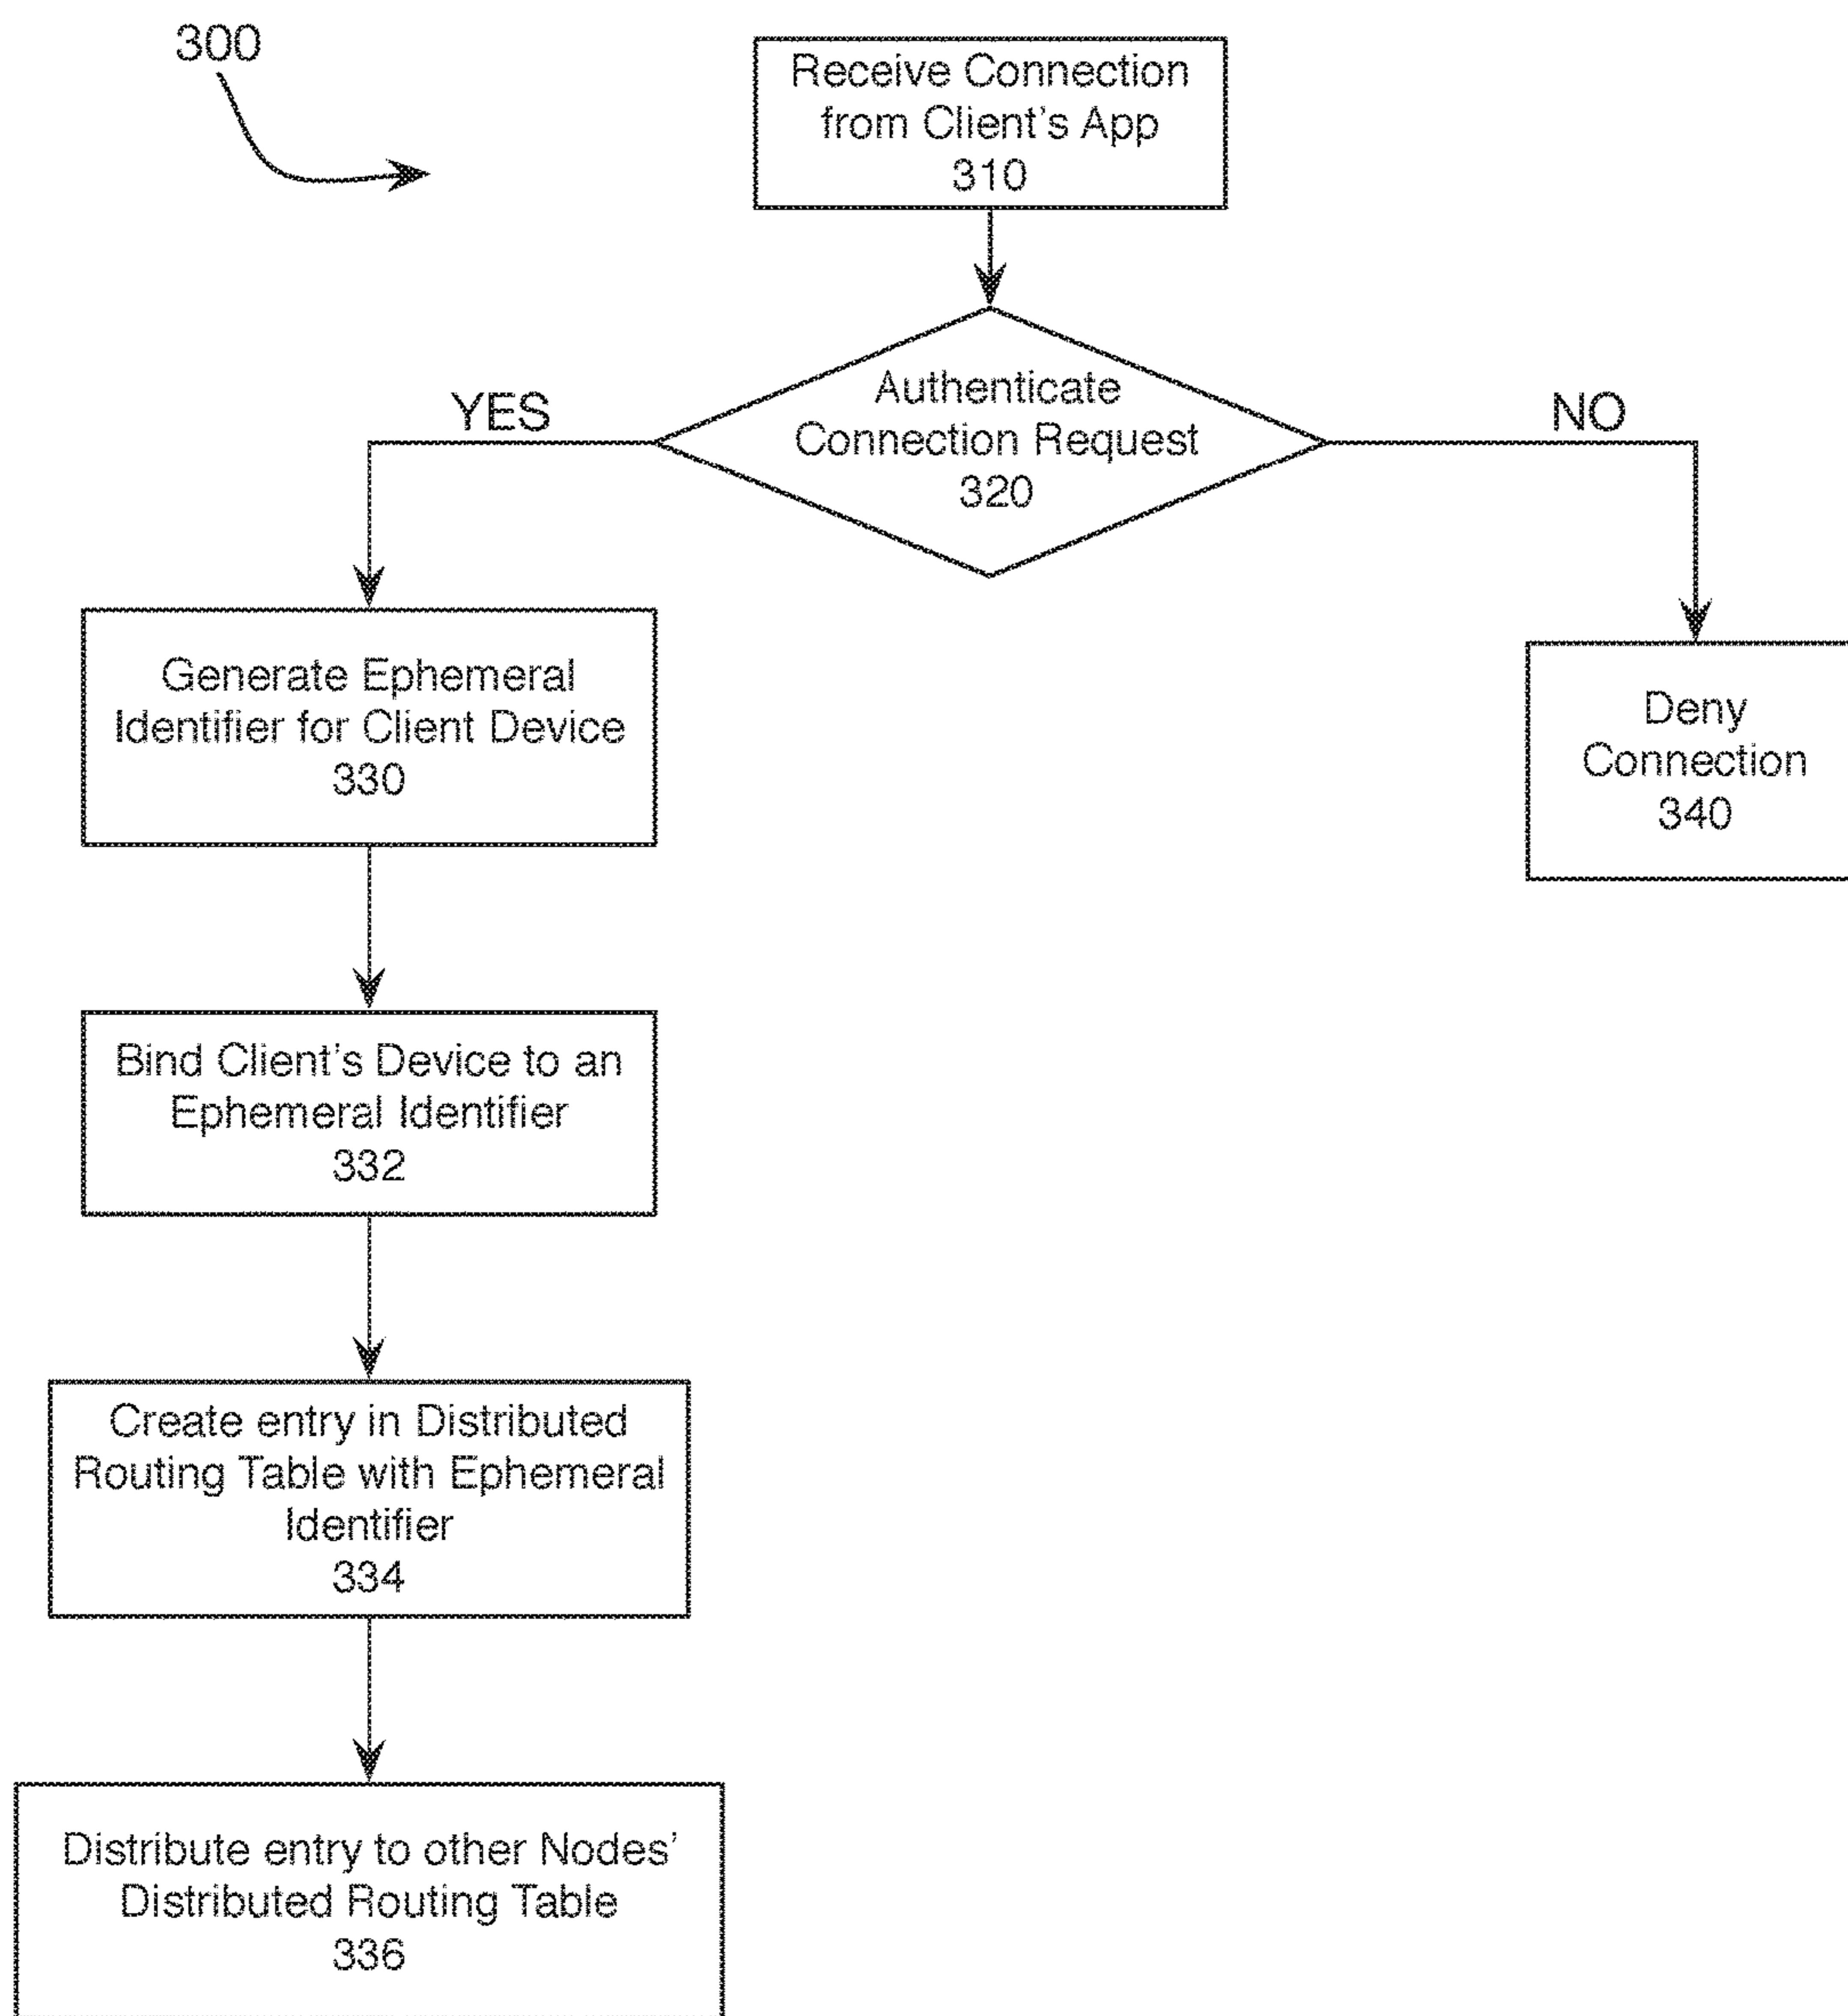 300
Receive Connection
from Client's App
310
Authenticate
Connection Request
320
YES
NO
Generate Ephemeral
Identifier for Client Device
330
Deny
Connection
340
Bind Client's Device to an
Ephemeral Identifier
332
Create entry in Distributed
Routing Table with Ephemeral
Identifier
334
Distribute entry to other Nodes'
Distributed Routing Table
336